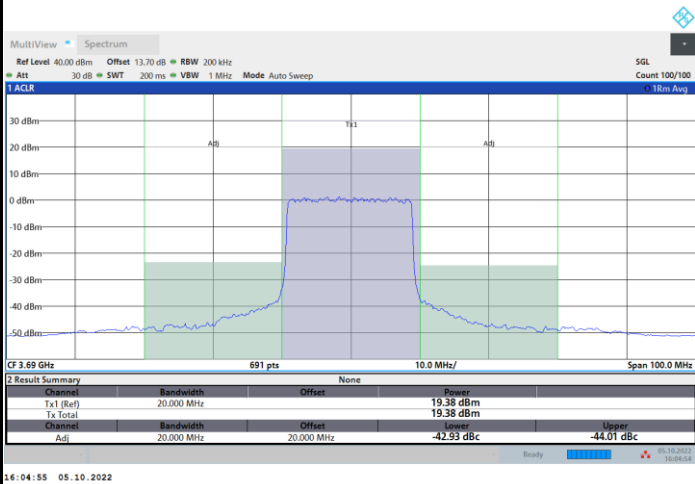 MultiView Spectrum
Ref Level 40.00 dBm Offset 13.70 dB RBW 200 kHz SGL
Att 30 dB SWT 200 ms VBW 1 MHz Mode Auto Sweep Count 100/100
1 ACLR 1Rm Avg
30 dBm
Tx1
20 dBm
Adj Adj
10 dBm
0 dBm
-10 dBm
-20 dBm
-30 dBm
-40 dBm
-50 dBm
CF 3.69 GHz 691 pts 10.0 MHz/ Span 100.0 MHz
2 Result Summary None
Channel Bandwidth Offset Power
Tx1 (Ref) 20.000 MHz 19.38 dBm
Tx Total 19.38 dBm
Channel Bandwidth Offset Lower Upper
Adj 20.000 MHz 20.000 MHz -42.93 dBc -44.01 dBc
Ready 05.10.2022
16:04:54
16:04:55 05.10.2022